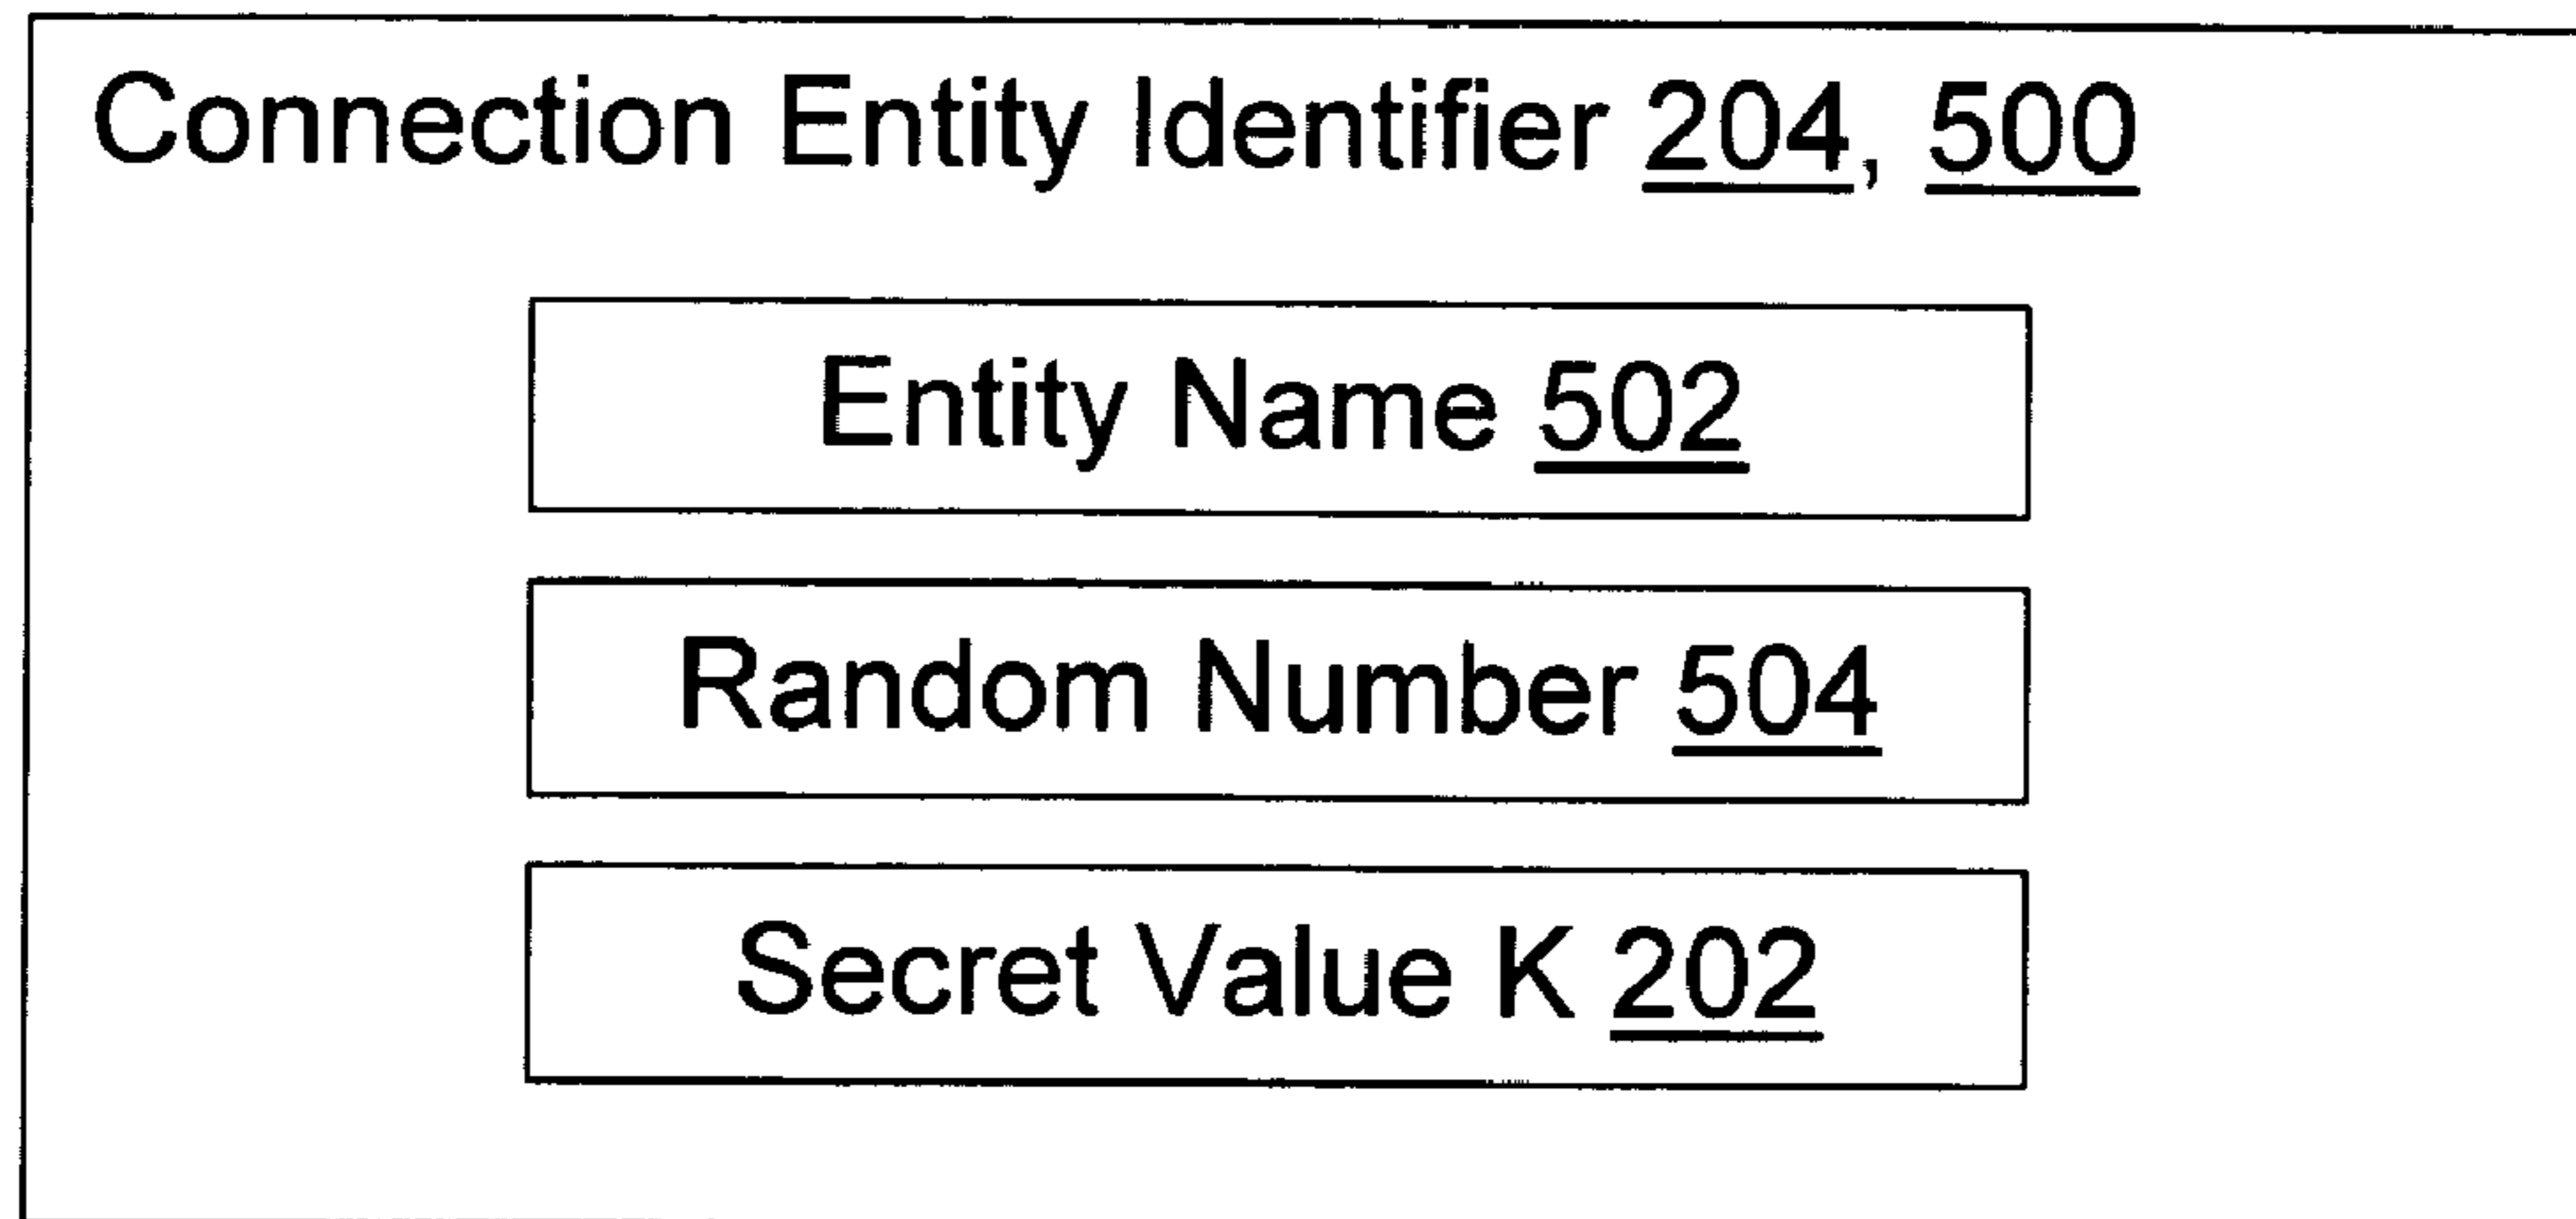 Connection Entity Identifier 204, 500
Entity Name 502
Random Number 504
Secret Value K 202